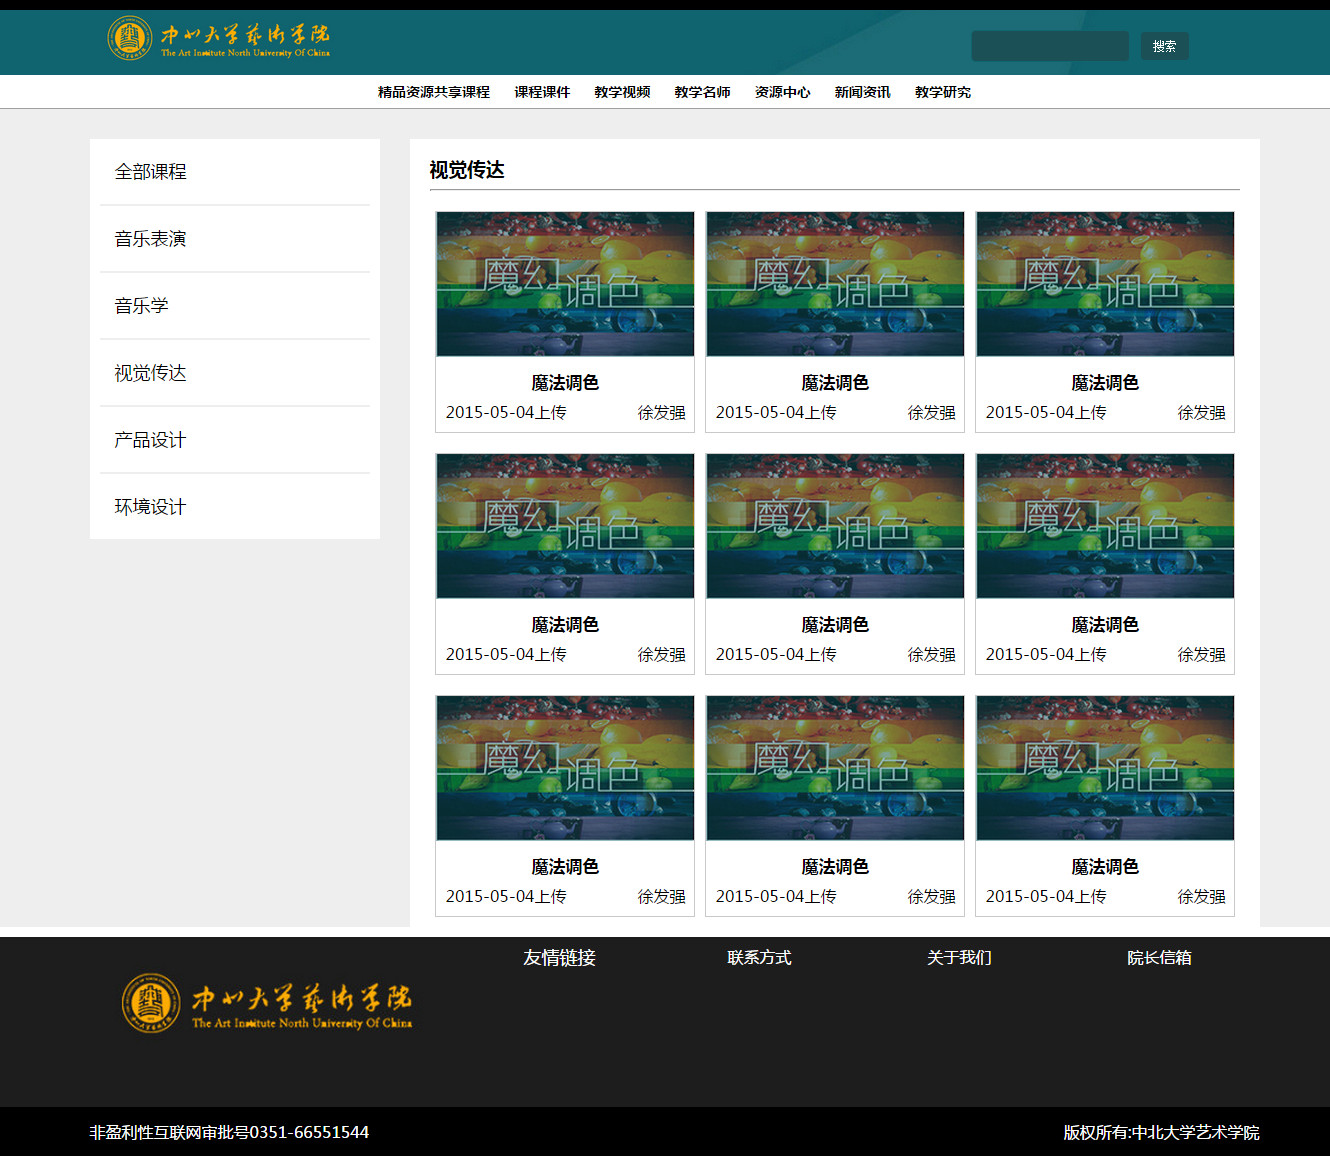 中北大学艺术学院
The Art Institute North University Of China
搜索
精品资源共享课程 课程课件 教学视频 教学名师 资源中心 新闻资讯 教学研究
全部课程
音乐表演
音乐学
视觉传达
产品设计
环境设计
视觉传达
魔幻调色
魔幻调色
魔幻调色
魔法调色
2015-05-04上传 徐发强
魔法调色
2015-05-04上传 徐发强
魔法调色
2015-05-04上传 徐发强
魔幻调色
魔幻调色
魔幻调色
魔法调色
2015-05-04上传 徐发强
魔法调色
2015-05-04上传 徐发强
魔法调色
2015-05-04上传 徐发强
魔幻调色
魔幻调色
魔幻调色
魔法调色
2015-05-04上传 徐发强
魔法调色
2015-05-04上传 徐发强
魔法调色
2015-05-04上传 徐发强
友情链接 联系方式 关于我们 院长信箱
中北大学艺术学院
The Art Institute North University Of China
非盈利性互联网审批号0351-66551544 版权所有:中北大学艺术学院